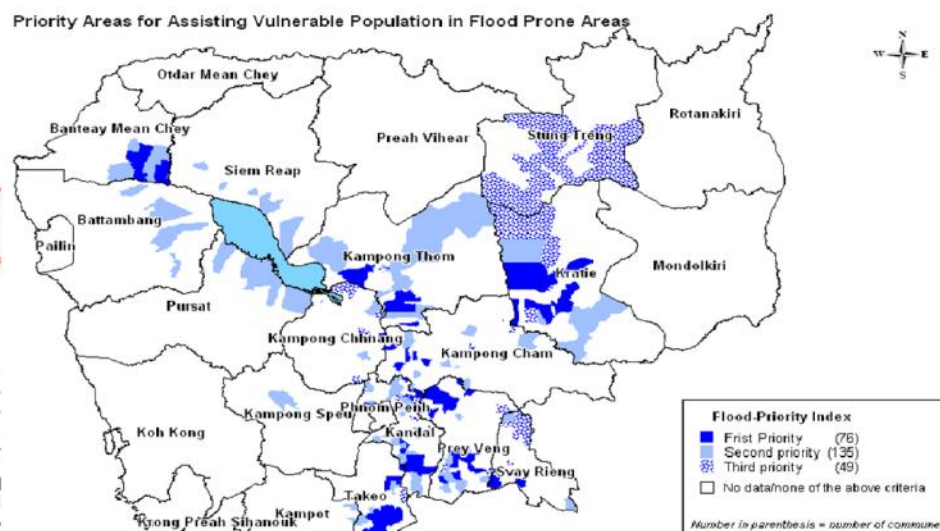 Priority Areas for Assisting Vulnerable Population in Flood Prone Areas
N
W E
S
Otdar Mean Chey
Banteay Mean Chey
Preah Vihear
Stung Treng
Rotanakiri
Siem Reap
Battambang
Pailin
Kampong Thom
Kratie
Mondolkiri
Pursat
Kampong Chhnang
Kampong Cham
Kampong Speu
Phnom Penh
Koh Kong
Kandal
Prey Veng
Svay Rieng
Takeo
Kampot
Krong Preah Sihanouk
Flood-Priority Index
Frist Priority (76)
Second priority (135)
Third priority (49)
No data/none of the above criteria
Number in parenthesis = number of commune